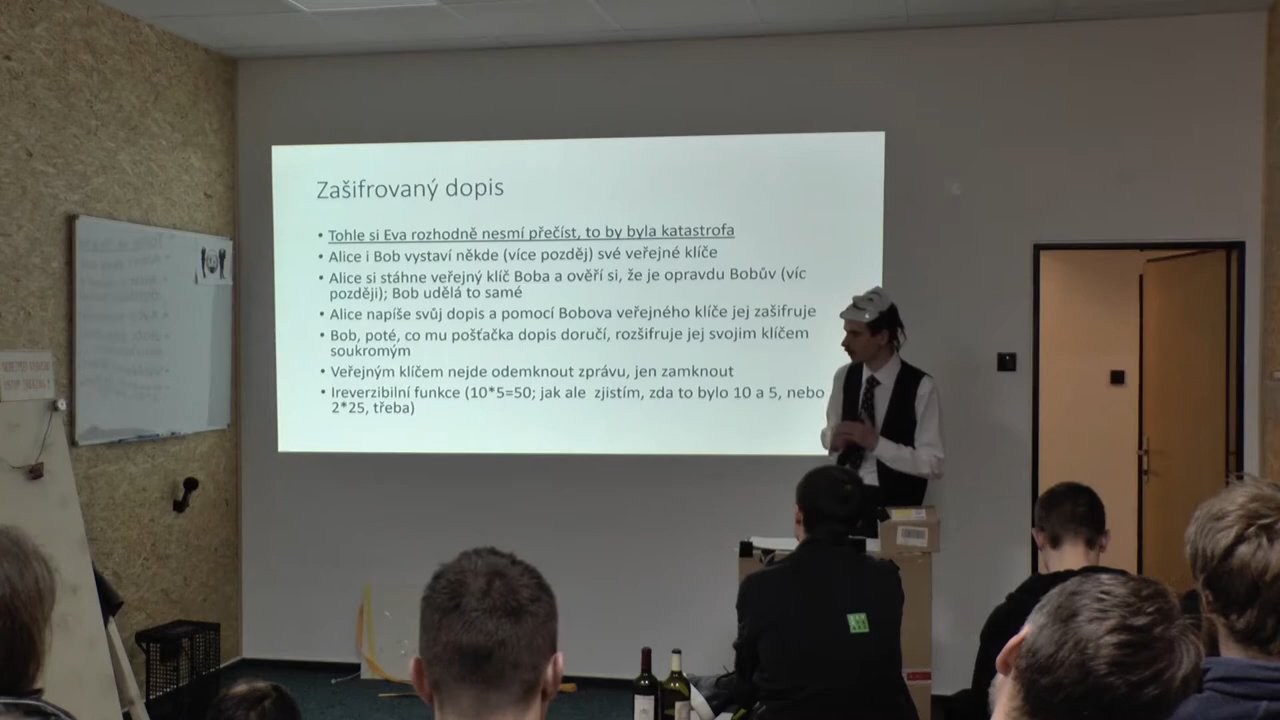 Zašifrovaný dopis
• Tohle si Eva rozhodně nesmí přečíst, to by byla katastrofa
• Alice i Bob vystaví někde (více později) své veřejné klíče
• Alice si stáhne veřejný klíč Boba a ověří si, že je opravdu Bobův (víc
později); Bob udělá to samé
• Alice napíše svůj dopis a pomocí Bobova veřejného klíče jej zašifruje
• Bob, poté, co mu pošťačka dopis doručí, rozšifruje jej svojim klíčem
soukromým
• Veřejným klíčem nejde odemknout zprávu, jen zamknout
• Ireverzibilní funkce (10*5=50; jak ale zjistím, zda to bylo 10 a 5, nebo
2*25, třeba)